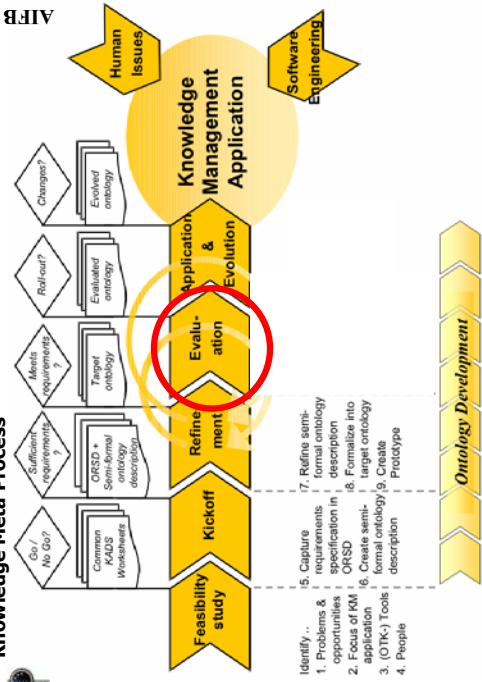 AIFB
Knowledge Meta Process
Human
Issues
Software
Engineering
Knowledge
Management
Application
Go /
No Go?
Sufficient
requirements
?
Meets
requirements
?
Roll-out?
Changes?
Common
KADS
Worksheets
ORSD +
Semi-formal
ontology
description
Target
ontology
Evaluated
ontology
Evolved
ontology
Feasibility
study
Kickoff
Refine-
ment
Evalu-
ation
Application
&
Evolution
Identify..
1. Problems &
opportunities
2. Focus of KM
application
3. (OTK-) Tools
4. People
5. Capture
requirements
specification in
ORSD
6. Create semi-
formal ontology
description
7. Refine semi-
formal ontology
description
8. Formalize into
target ontology
9. Create
Prototype
Ontology Development